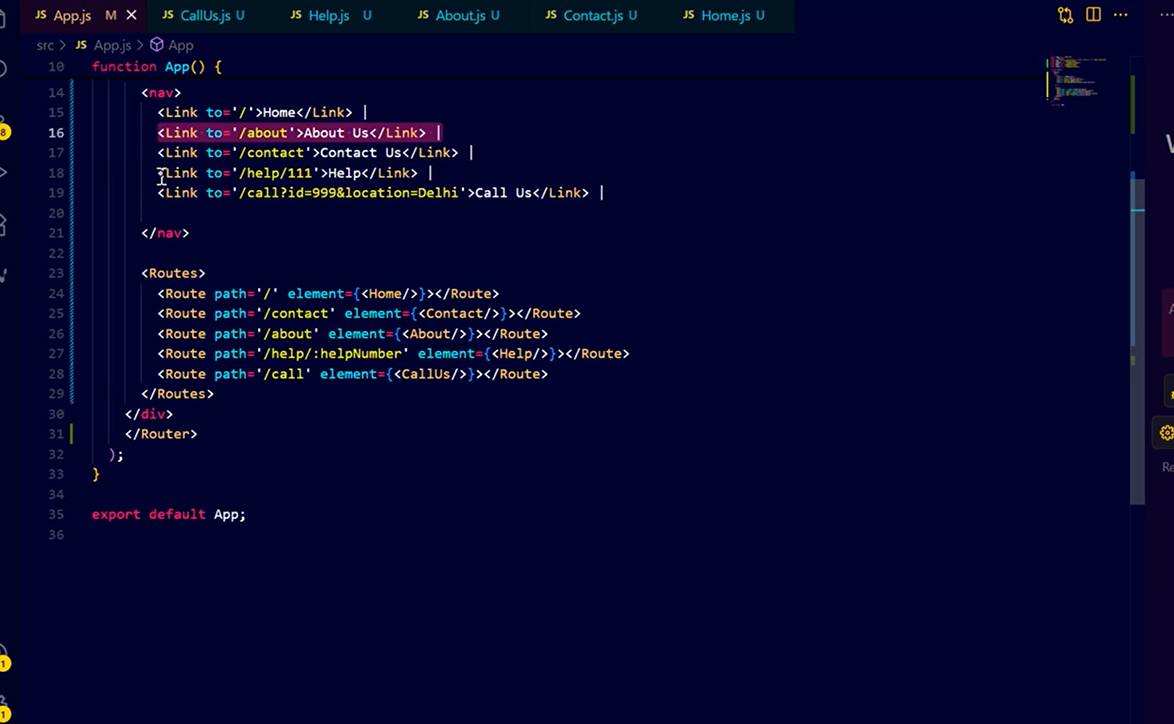 JS App.js M × JS CallUs.js U JS Help.js U JS About.js U JS Contact.js U JS Home.js U ...
src > JS App.js > App
10 function App() {
14 <nav>
15 <Link to='/'>Home</Link> |
16 <Link to='/about'>About Us</Link> |
17 <Link to='/contact'>Contact Us</Link> |
18 <Link to='/help/111'>Help</Link> |
19 <Link to='/call?id=999&location=Delhi'>Call Us</Link> |
20
21 </nav>
22
23 <Routes>
24 <Route path='/' element={<Home/>}></Route>
25 <Route path='/contact' element={<Contact/>}></Route>
26 <Route path='/about' element={<About/>}></Route>
27 <Route path='/help/:helpNumber' element={<Help/>}></Route>
28 <Route path='/call' element={<CallUs/>}></Route>
29 </Routes>
30 </div>
31 </Router>
32 );
33 }
34
35 export default App;
36
8
1
1
Re